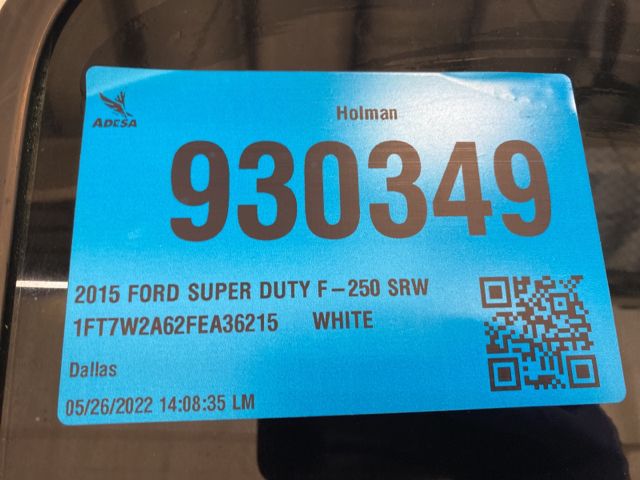 ADESA
Holman
930349
2015 FORD SUPER DUTY F-250 SRW
1FT7W2A62FEA36215 WHITE
Dallas
05/26/2022 14:08:35 LM